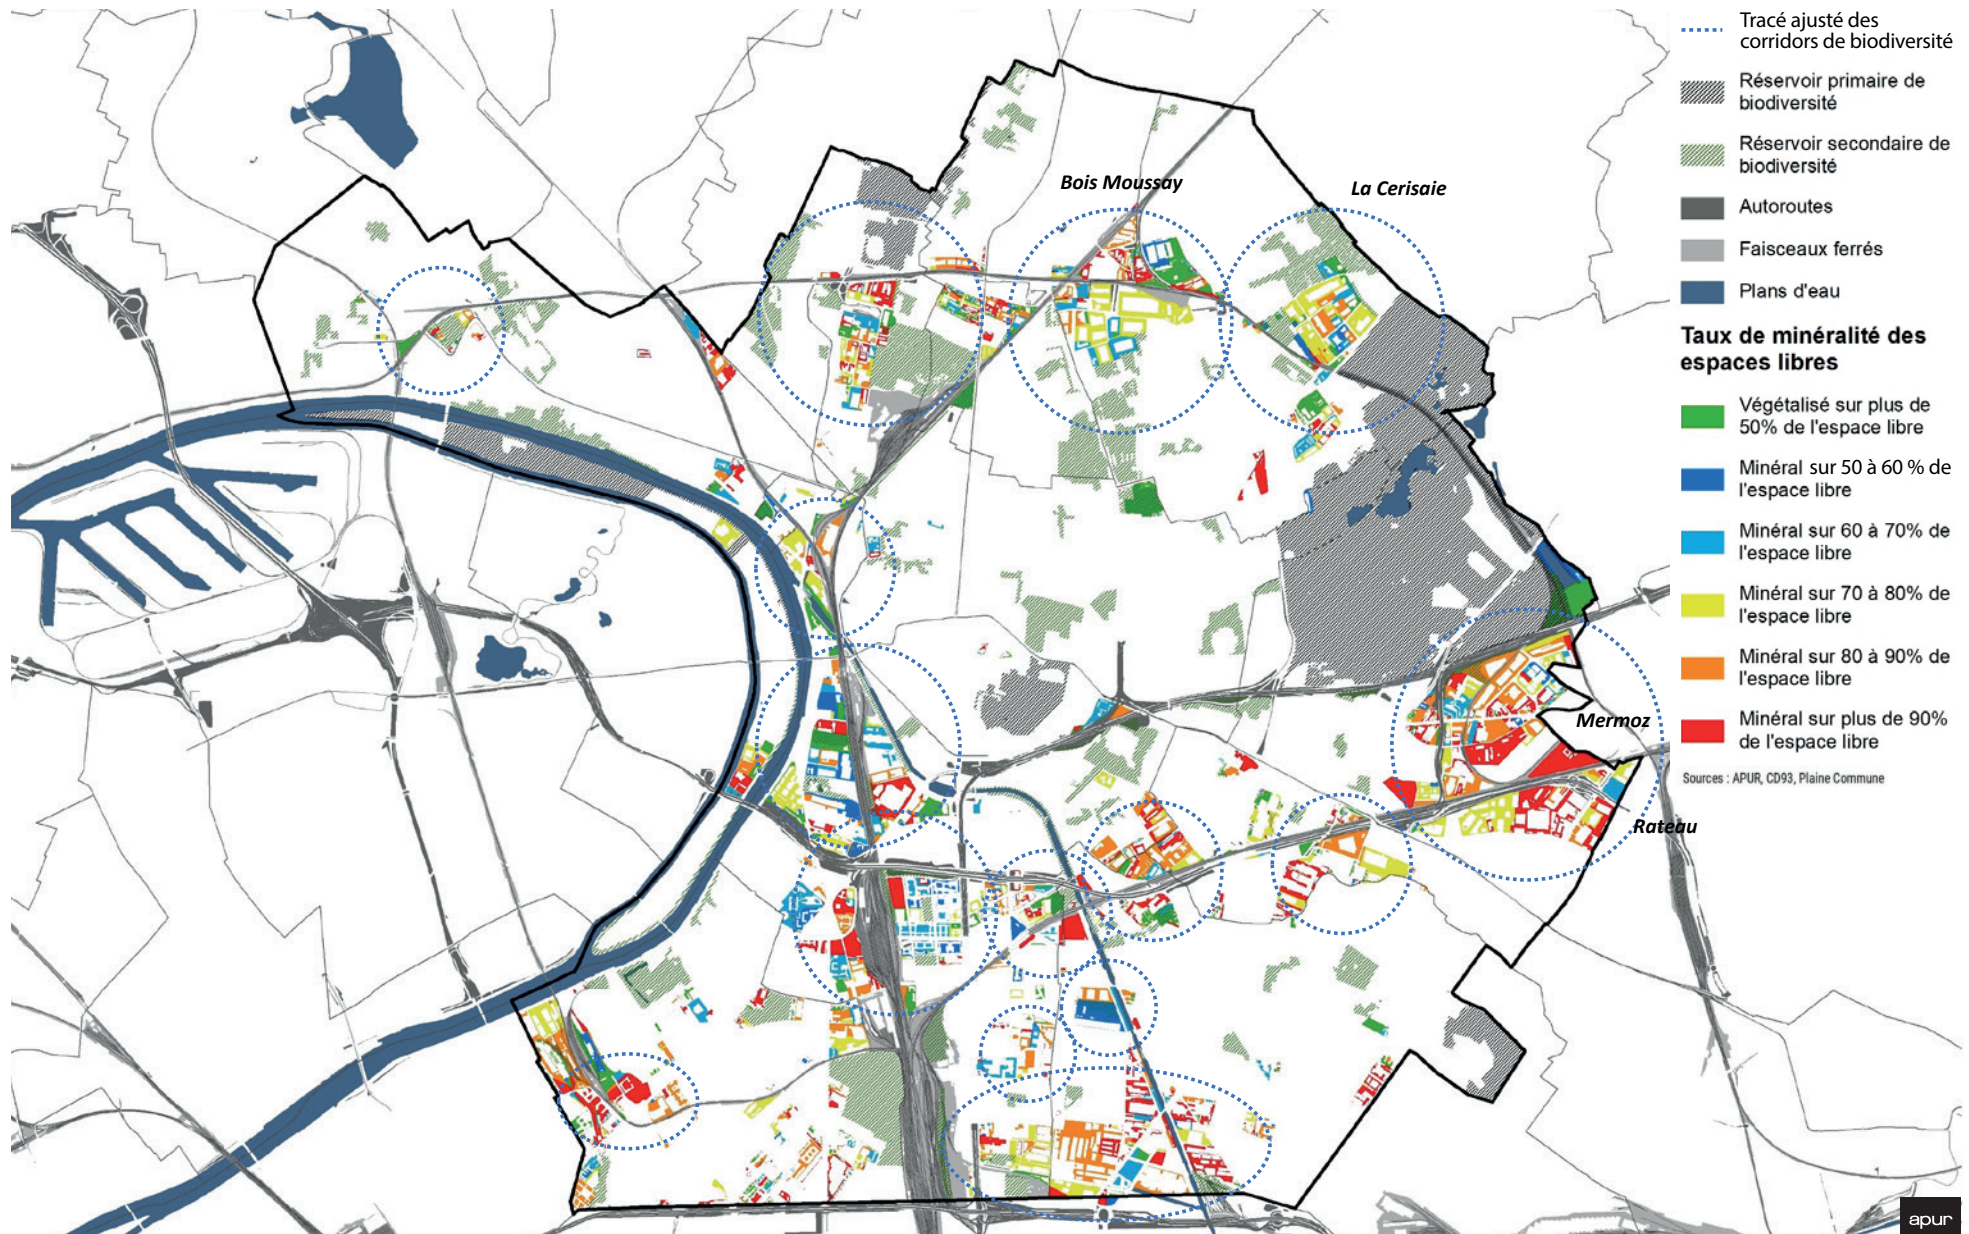 Tracé ajusté des
corridors de biodiversité
Réservoir primaire de
biodiversité
Réservoir secondaire de
biodiversité
Autoroutes
Faisceaux ferrés
Plans d'eau
Taux de minéralité des
espaces libres
Végétalisé sur plus de
50% de l'espace libre
Minéral sur 50 à 60 % de
l'espace libre
Minéral sur 60 à 70% de
l'espace libre
Minéral sur 70 à 80% de
l'espace libre
Minéral sur 80 à 90% de
l'espace libre
Minéral sur plus de 90%
de l'espace libre
Sources : APUR, CD93, Plaine Commune
Bois Moussay
La Cerisaie
Mermoz
Rateau
apur